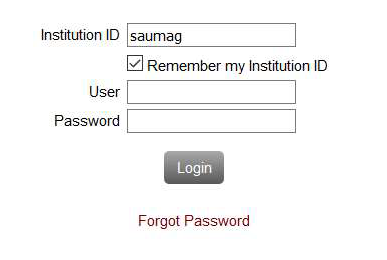 Institution ID saumag
Remember my Institution ID
User
Password
Login
Forgot Password